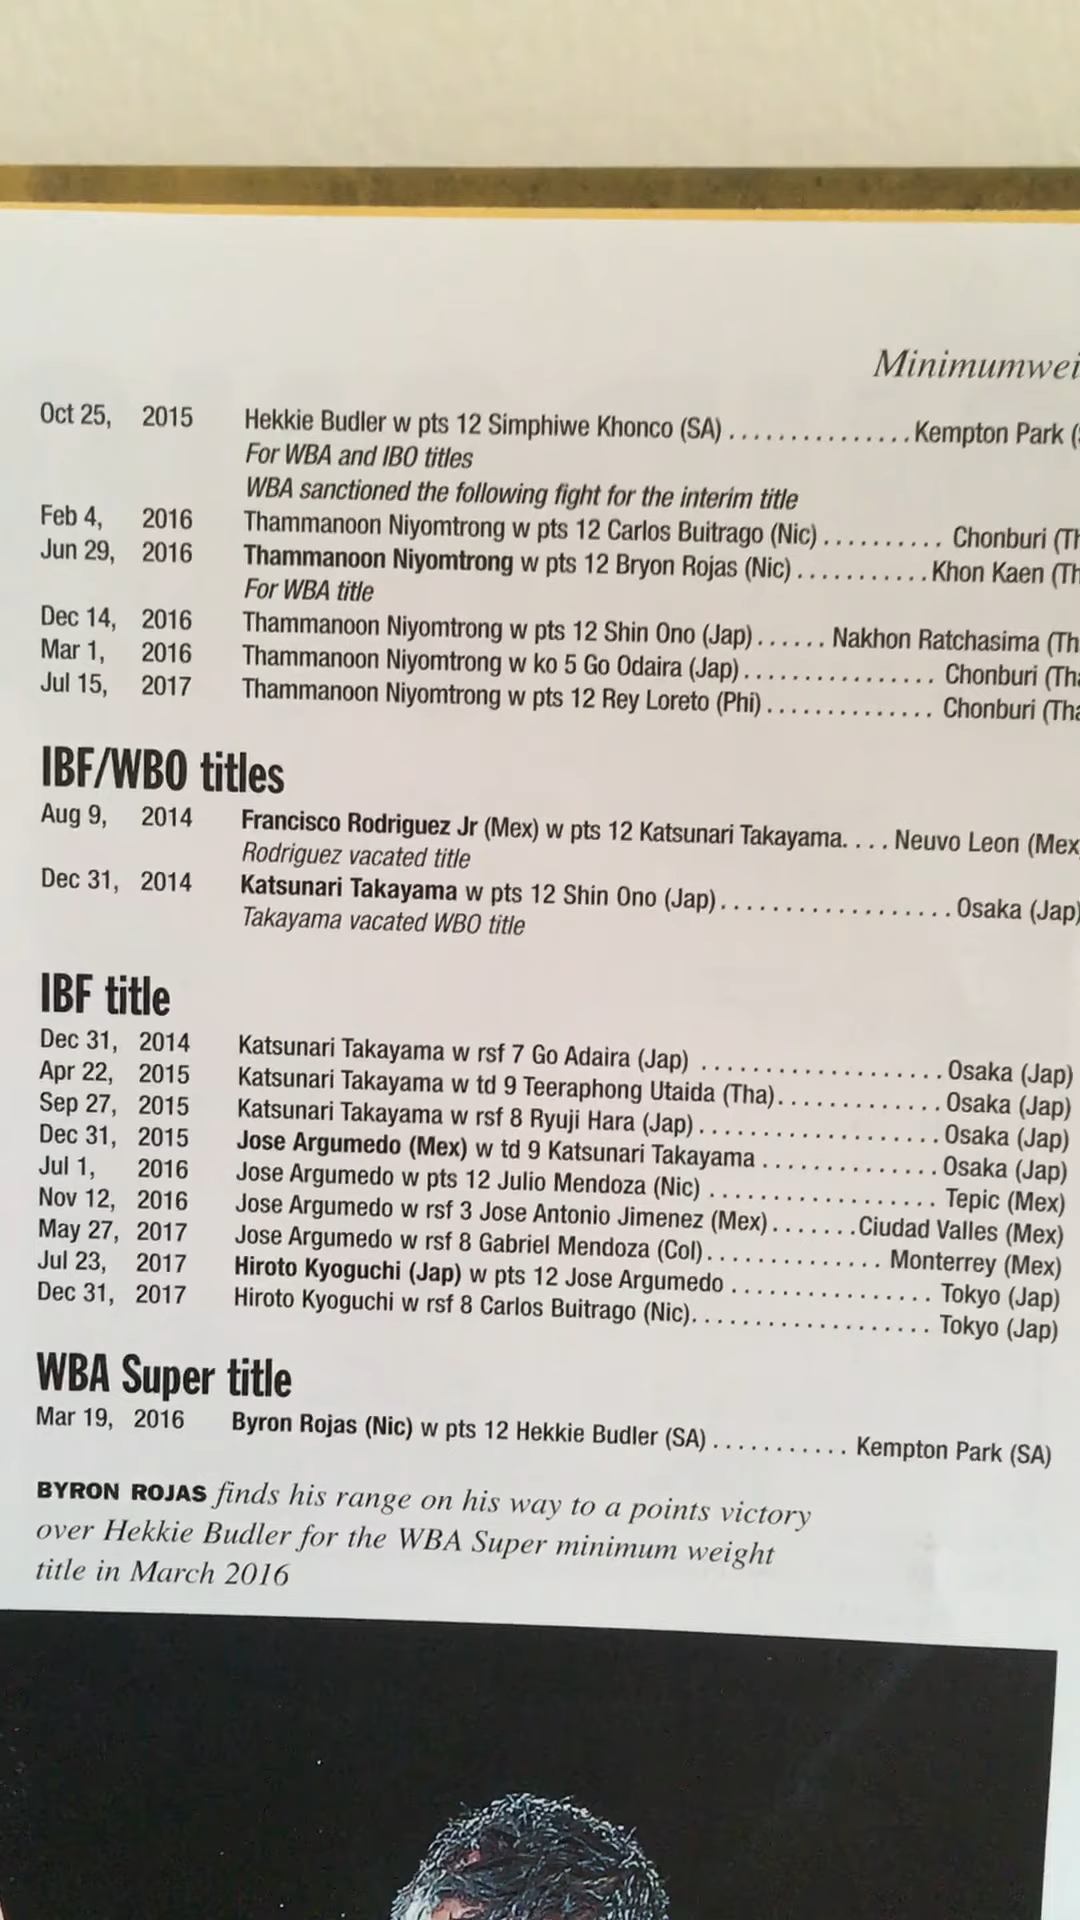 Minimumwei
Oct 25, 2015 Hekkie Budler w pts 12 Simphiwe Khonco (SA) ............... Kempton Park (S
For WBA and IBO titles
WBA sanctioned the following fight for the interim title
Feb 4, 2016 Thammanoon Niyomtrong w pts 12 Carlos Buitrago (Nic) .......... Chonburi (Th
Jun 29, 2016 Thammanoon Niyomtrong w pts 12 Bryon Rojas (Nic) ........... Khon Kaen (Th
For WBA title
Dec 14, 2016 Thammanoon Niyomtrong w pts 12 Shin Ono (Jap) ...... Nakhon Ratchasima (Th
Mar 1, 2016 Thammanoon Niyomtrong w ko 5 Go Odaira (Jap) ................ Chonburi (Tha
Jul 15, 2017 Thammanoon Niyomtrong w pts 12 Rey Loreto (Phi) .............. Chonburi (Tha
IBF/WBO titles
Aug 9, 2014 Francisco Rodriguez Jr (Mex) w pts 12 Katsunari Takayama.... Neuvo Leon (Mex
Rodriguez vacated title
Dec 31, 2014 Katsunari Takayama w pts 12 Shin Ono (Jap) .................. Osaka (Jap)
Takayama vacated WBO title
IBF title
Dec 31, 2014 Katsunari Takayama w rsf 7 Go Adaira (Jap) ................... Osaka (Jap)
Apr 22, 2015 Katsunari Takayama w td 9 Teeraphong Utaida (Tha) ............. Osaka (Jap)
Sep 27, 2015 Katsunari Takayama w rsf 8 Ryuji Hara (Jap) ................... Osaka (Jap)
Dec 31, 2015 Jose Argumedo (Mex) w td 9 Katsunari Takayama .............. Osaka (Jap)
Jul 1, 2016 Jose Argumedo w pts 12 Julio Mendoza (Nic) .................. Tepic (Mex)
Nov 12, 2016 Jose Argumedo w rsf 3 Jose Antonio Jimenez (Mex) ....... Ciudad Valles (Mex)
May 27, 2017 Jose Argumedo w rsf 8 Gabriel Mendoza (Col) .............. Monterrey (Mex)
Jul 23, 2017 Hiroto Kyoguchi (Jap) w pts 12 Jose Argumedo ................ Tokyo (Jap)
Dec 31, 2017 Hiroto Kyoguchi w rsf 8 Carlos Buitrago (Nic) ................... Tokyo (Jap)
WBA Super title
Mar 19, 2016 Byron Rojas (Nic) w pts 12 Hekkie Budler (SA) ........... Kempton Park (SA)
BYRON ROJAS finds his range on his way to a points victory
over Hekkie Budler for the WBA Super minimum weight
title in March 2016